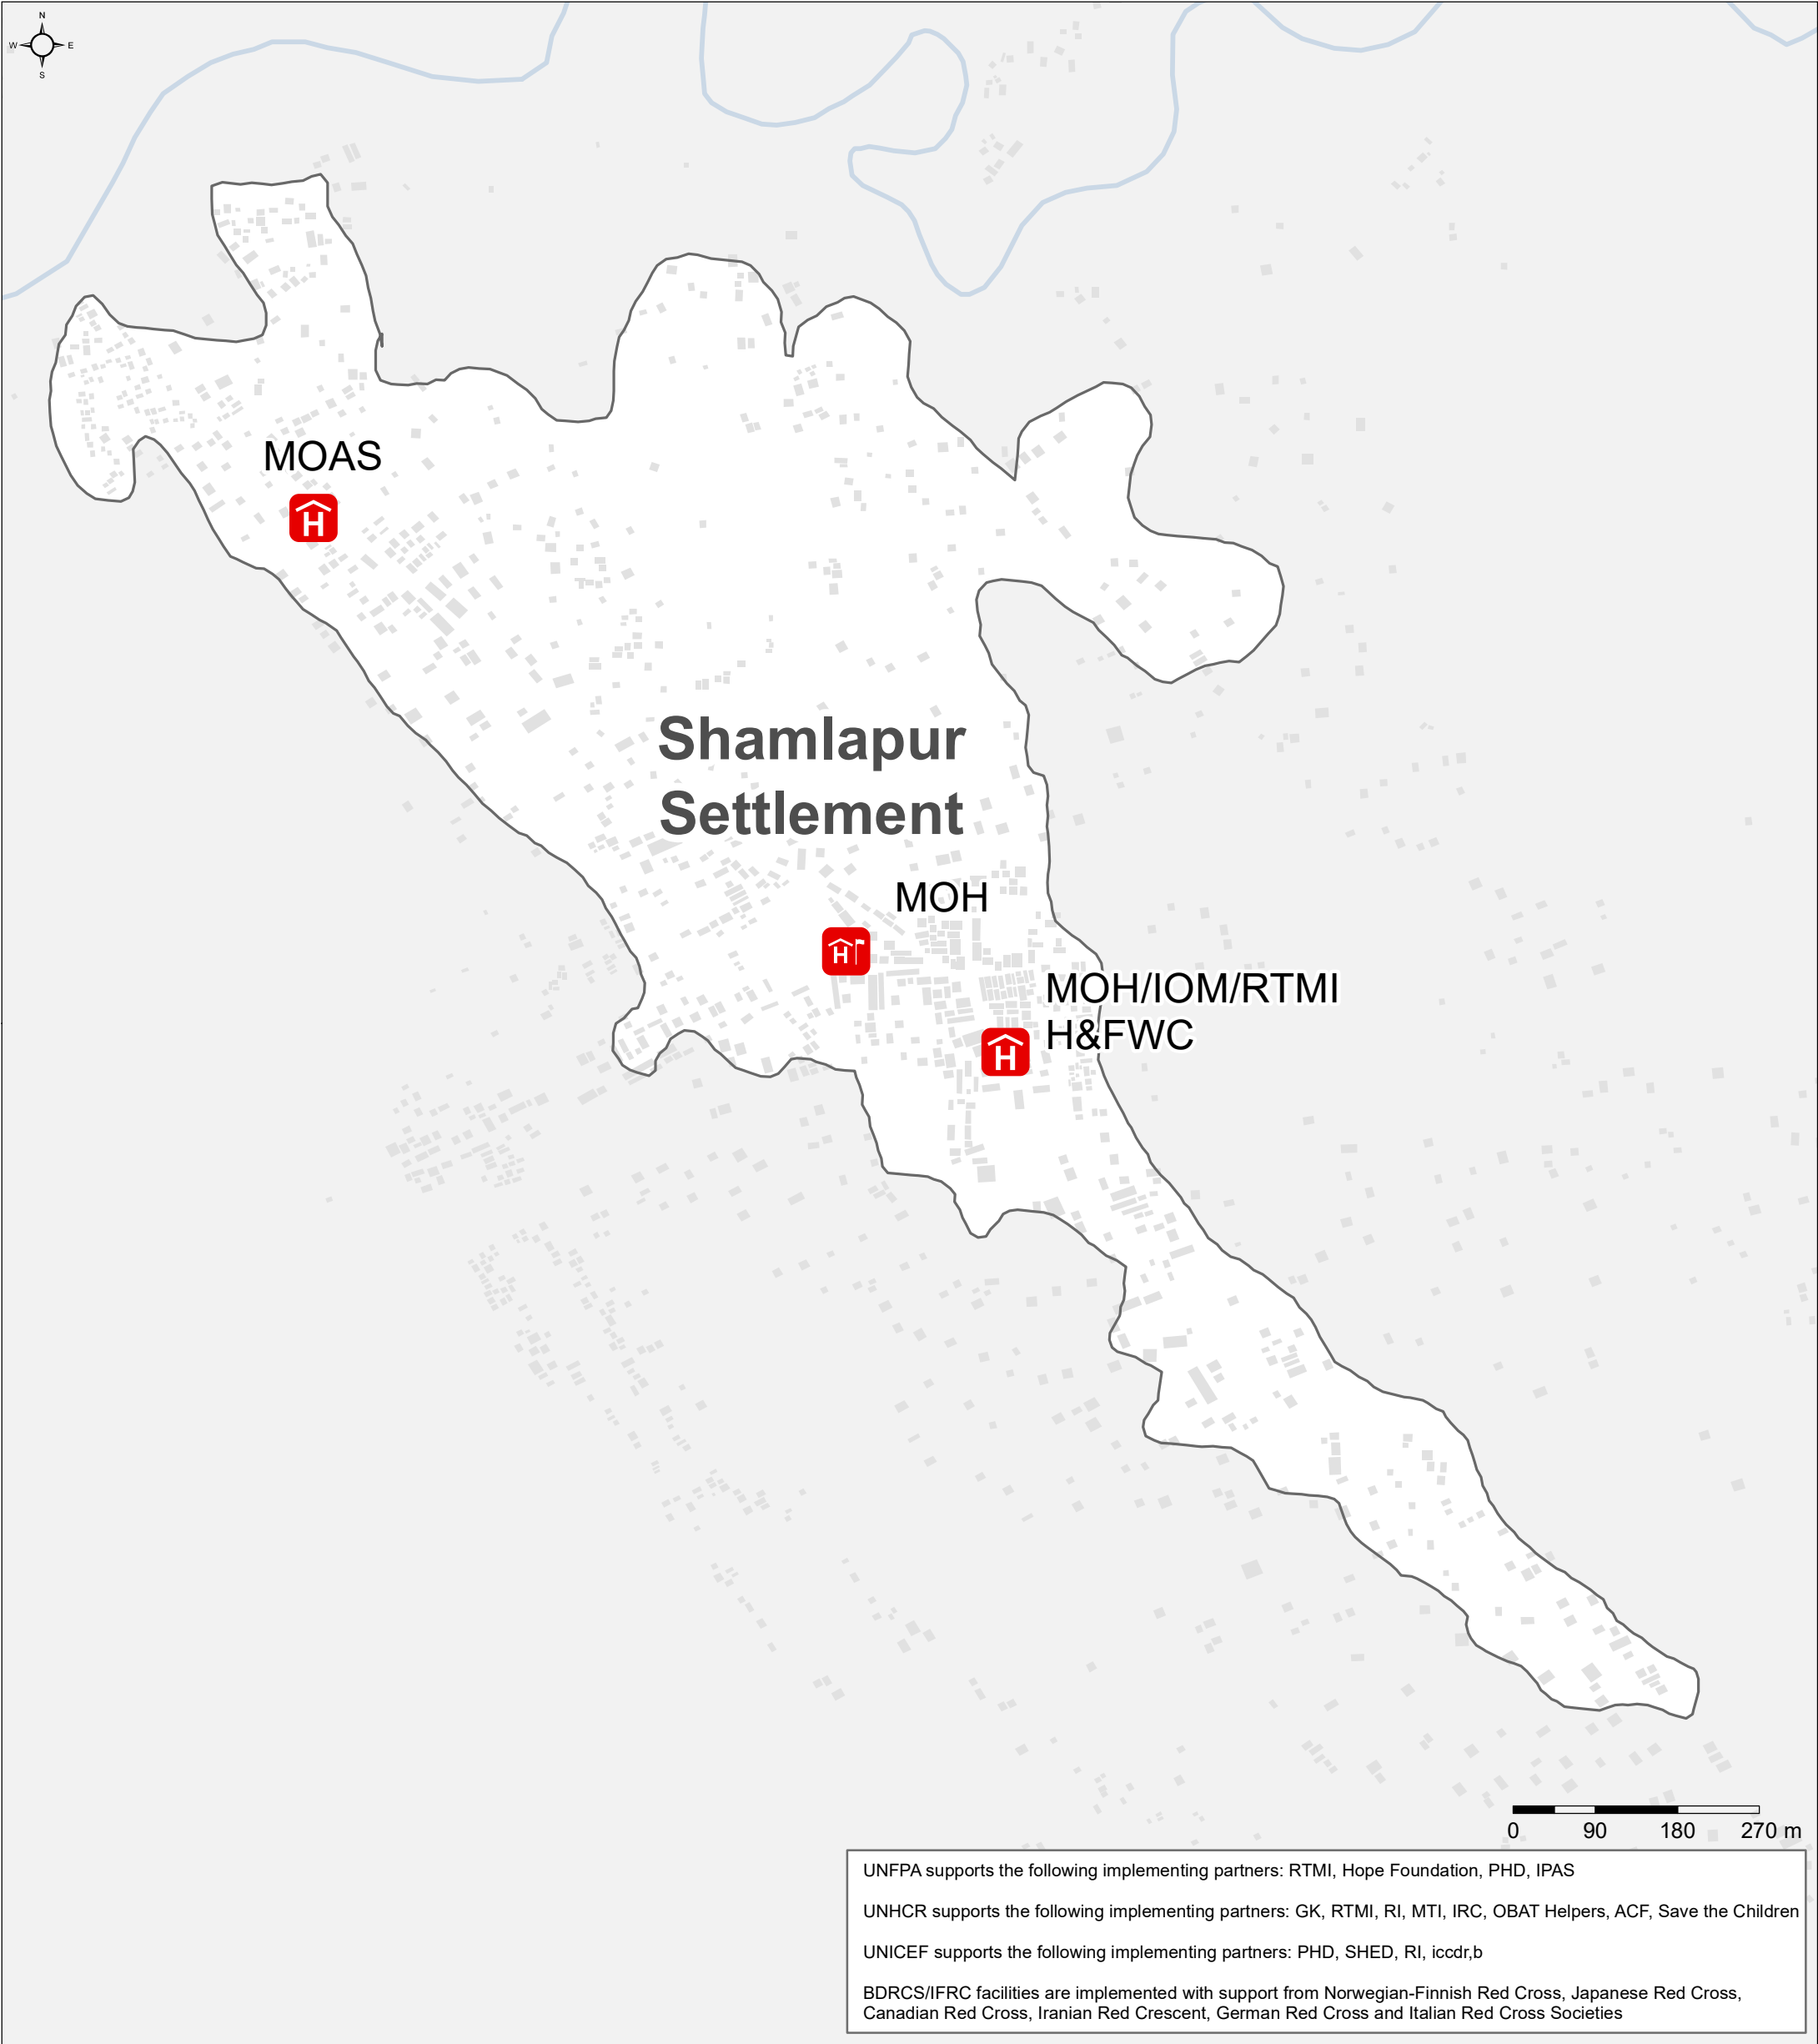 N
W E
S
MOAS
H
Shamlapur
Settlement
MOH
H
MOH/IOM/RTMI
H&FWC
H
0 90 180 270 m
UNFPA supports the following implementing partners: RTMI, Hope Foundation, PHD, IPAS
UNHCR supports the following implementing partners: GK, RTMI, RI, MTI, IRC, OBAT Helpers, ACF, Save the Children
UNICEF supports the following implementing partners: PHD, SHED, RI, iccdr,b
BDRCS/IFRC facilities are implemented with support from Norwegian-Finnish Red Cross, Japanese Red Cross,
Canadian Red Cross, Iranian Red Crescent, German Red Cross and Italian Red Cross Societies